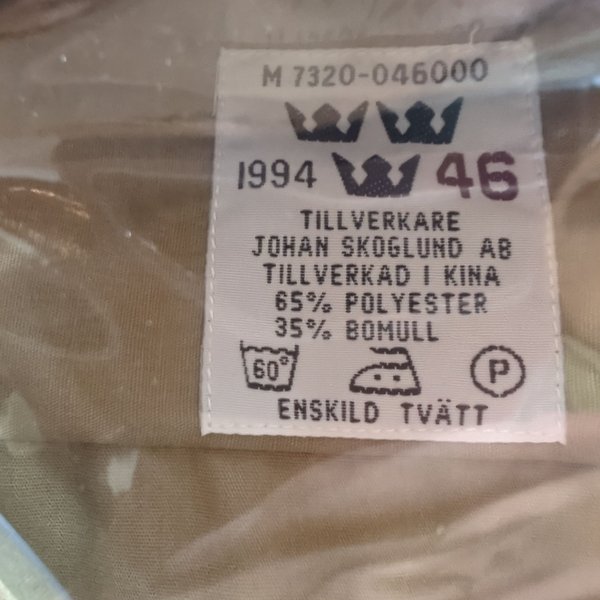 M 7320-046000
1994 46
TILLVERKARE
JOHAN SKOGLUND AB
TILLVERKAD I KINA
65% POLYESTER
35% BOMULL
60° P
ENSKILD TVÄTT